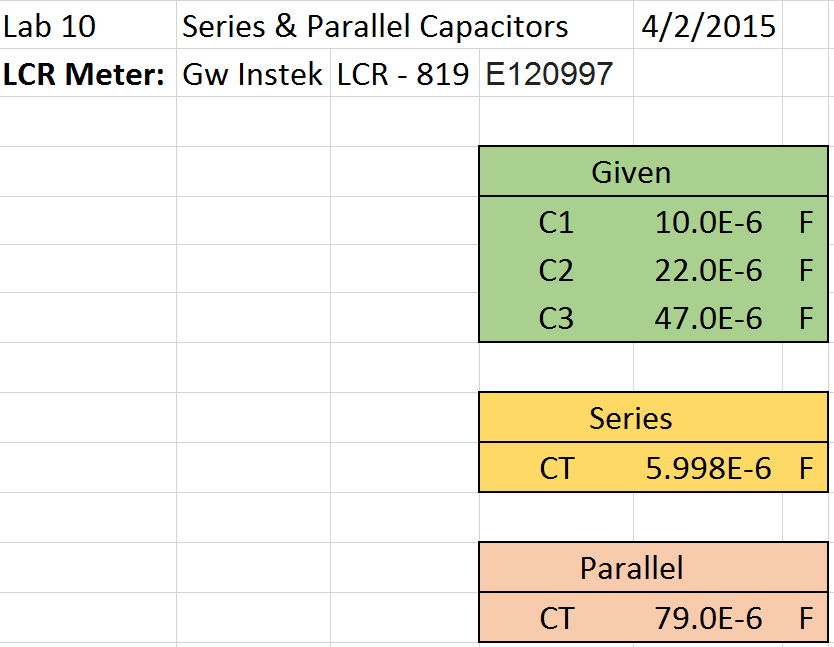 Lab 10 Series & Parallel Capacitors 4/2/2015
LCR Meter: Gw Instek LCR - 819 E120997
Given
C1 10.0E-6 F
C2 22.0E-6 F
C3 47.0E-6 F
Series
CT 5.998E-6 F
Parallel
CT 79.0E-6 F